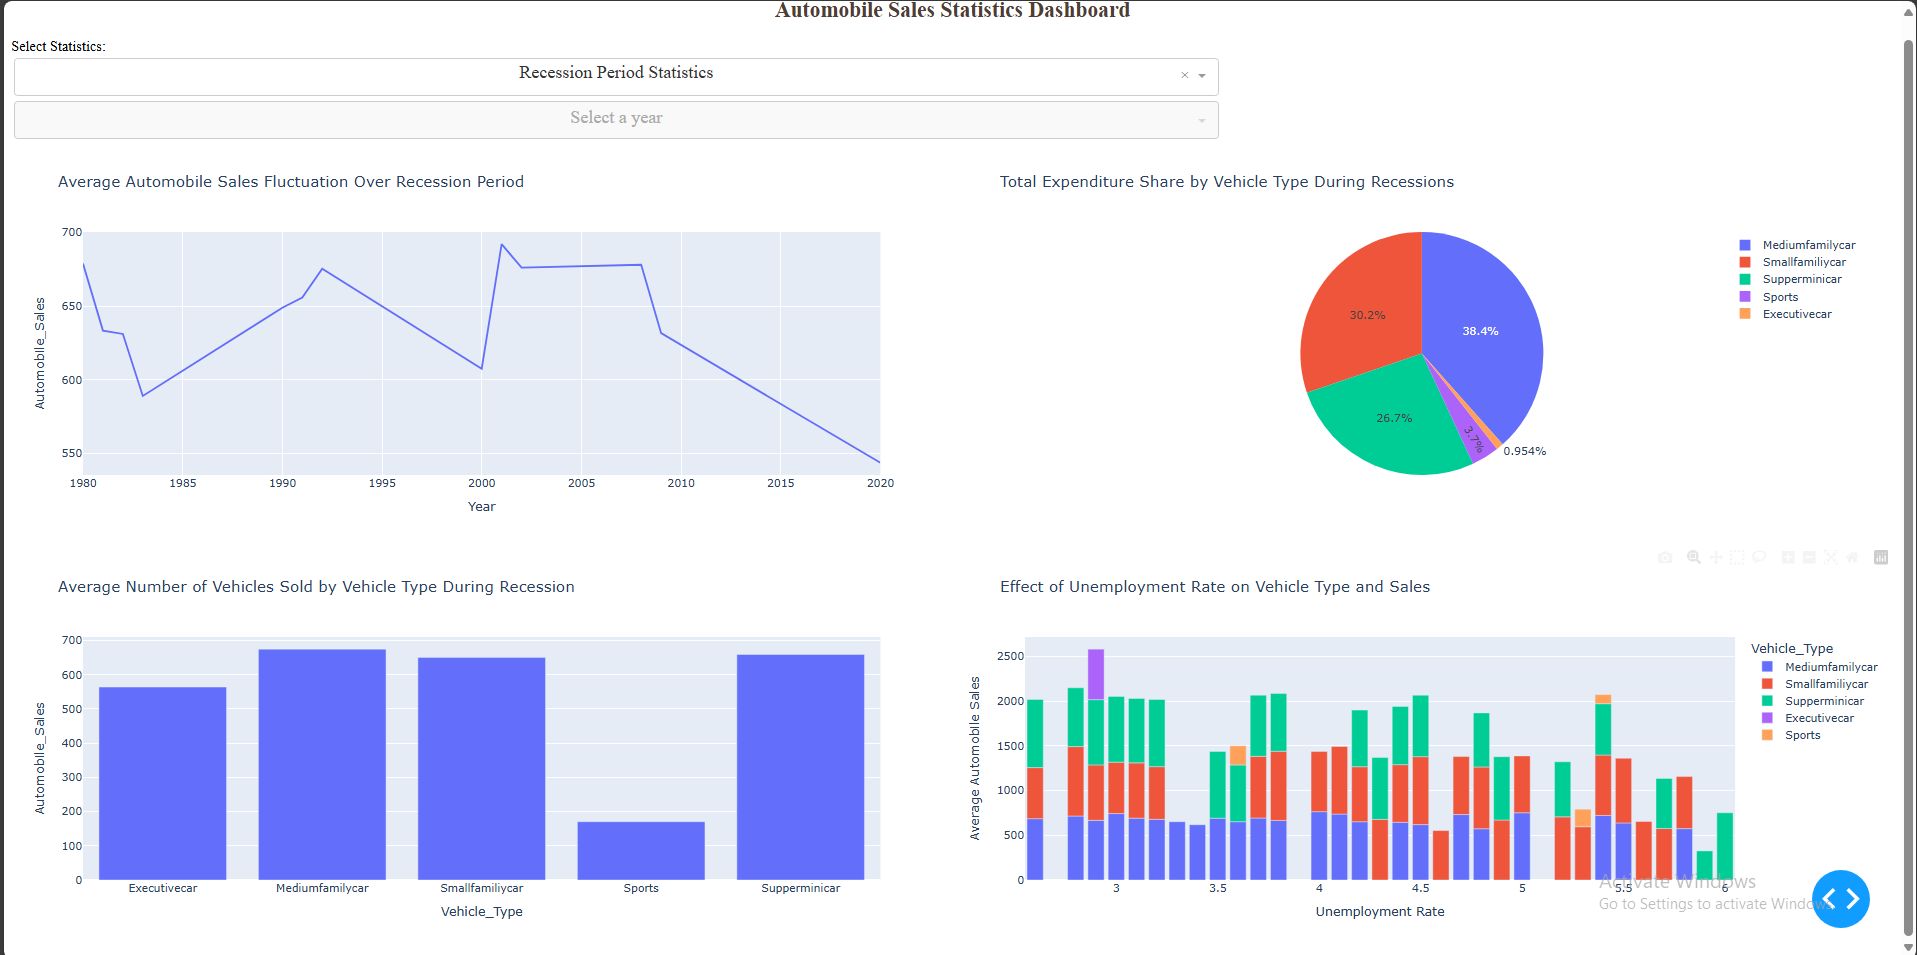 Automobile Sales Statistics Dashboard
Select Statistics:
Recession Period Statistics
×
Select a year
Average Automobile Sales Fluctuation Over Recession Period
700
650
600
550
Automobile_Sales
1980 1985 1990 1995 2000 2005 2010 2015 2020
Year
Total Expenditure Share by Vehicle Type During Recessions
38.4%
30.2%
26.7%
3.7%
0.954%
Mediumfamilycar
Smallfamiliycar
Supperminicar
Sports
Executivecar
Average Number of Vehicles Sold by Vehicle Type During Recession
700
600
500
400
300
200
100
0
Automobile_Sales
Executivecar Mediumfamilycar Smallfamiliycar Sports Supperminicar
Vehicle_Type
Effect of Unemployment Rate on Vehicle Type and Sales
2500
2000
1500
1000
500
0
Average Automobile Sales
3 3.5 4 4.5 5 5.5 6
Unemployment Rate
Vehicle_Type
Mediumfamilycar
Smallfamiliycar
Supperminicar
Executivecar
Sports
Activate Windows
Go to Settings to activate Windows.